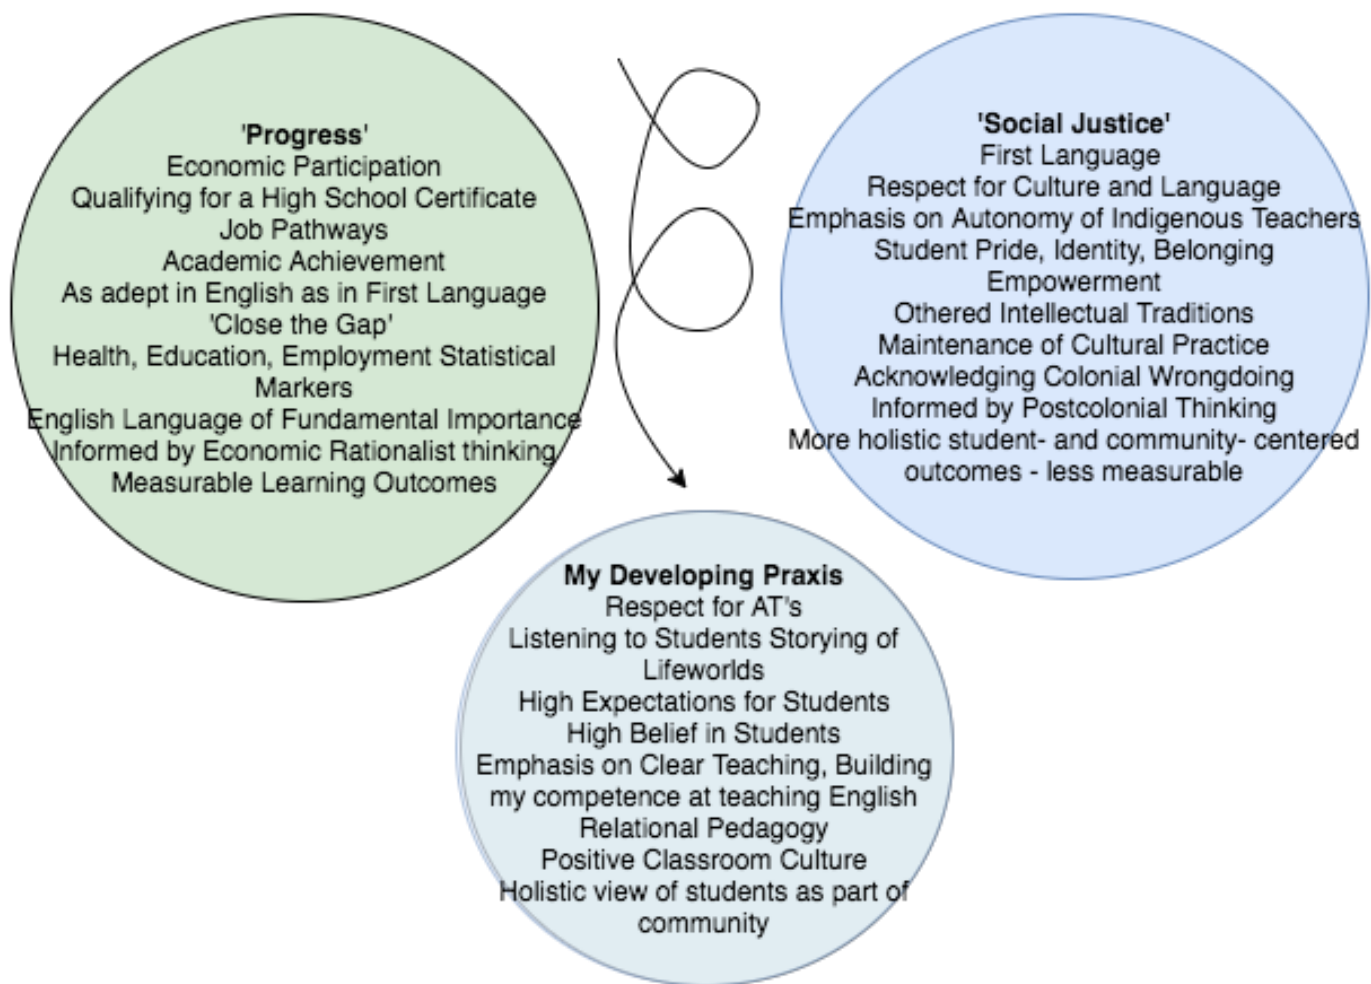 'Progress'
Economic Participation
Qualifying for a High School Certificate
Job Pathways
Academic Achievement
As adept in English as in First Language
'Close the Gap'
Health, Education, Employment Statistical
Markers
English Language of Fundamental Importance
Informed by Economic Rationalist thinking
Measurable Learning Outcomes
'Social Justice'
First Language
Respect for Culture and Language
Emphasis on Autonomy of Indigenous Teachers
Student Pride, Identity, Belonging
Empowerment
Othered Intellectual Traditions
Maintenance of Cultural Practice
Acknowledging Colonial Wrongdoing
Informed by Postcolonial Thinking
More holistic student- and community- centered
outcomes - less measurable
My Developing Praxis
Respect for AT's
Listening to Students Storying of
Lifeworlds
High Expectations for Students
High Belief in Students
Emphasis on Clear Teaching, Building
my competence at teaching English
Relational Pedagogy
Positive Classroom Culture
Holistic view of students as part of
community